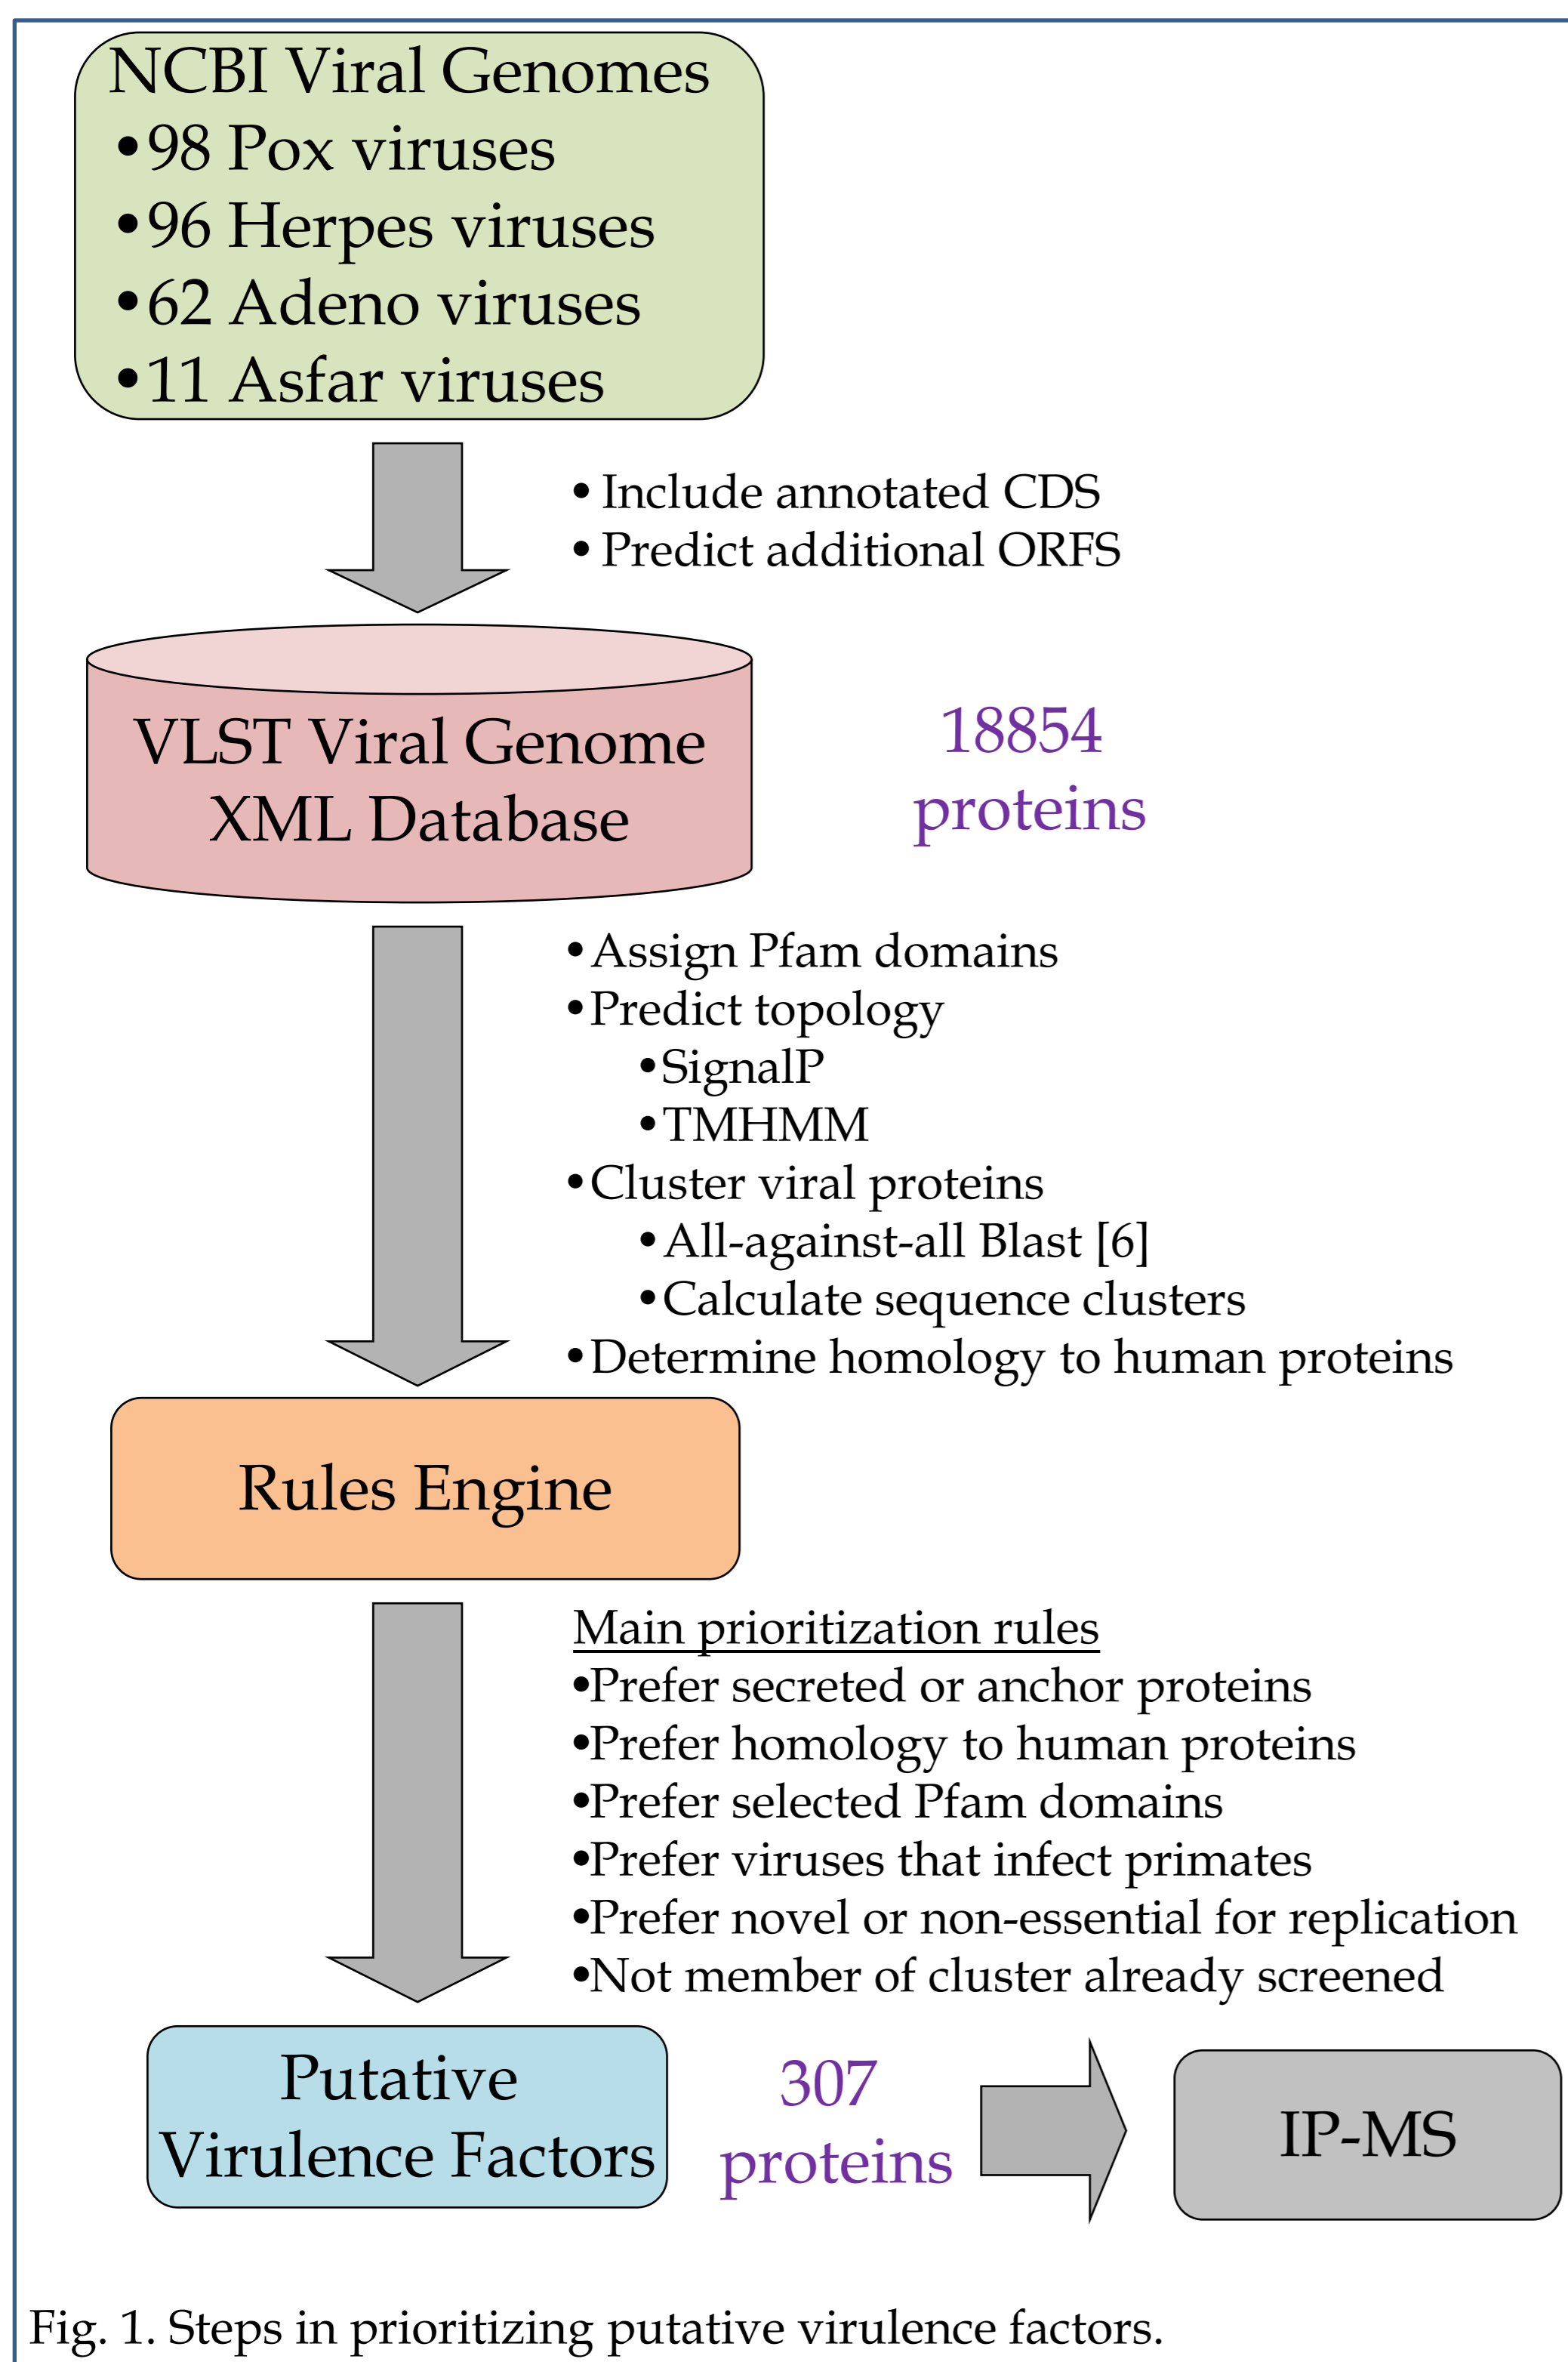 NCBI Viral Genomes
•98 Pox viruses
•96 Herpes viruses
•62 Adeno viruses
•11 Asfar viruses
• Include annotated CDS
• Predict additional ORFS
VLST Viral Genome
XML Database
18854
proteins
•Assign Pfam domains
•Predict topology
•SignalP
•TMHMM
•Cluster viral proteins
•All-against-all Blast [6]
•Calculate sequence clusters
•Determine homology to human proteins
Rules Engine
Main prioritization rules
•Prefer secreted or anchor proteins
•Prefer homology to human proteins
•Prefer selected Pfam domains
•Prefer viruses that infect primates
•Prefer novel or non-essential for replication
•Not member of cluster already screened
Putative
Virulence Factors
307
proteins
IP-MS
Fig. 1. Steps in prioritizing putative virulence factors.